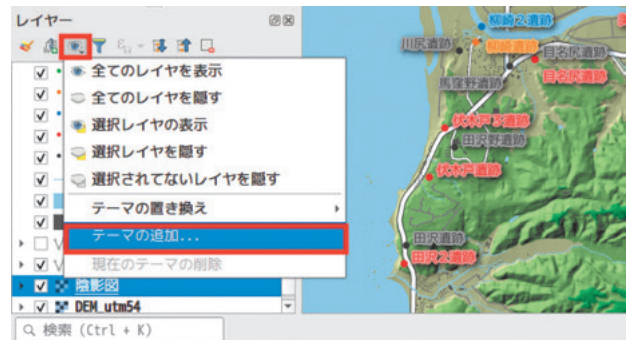 レイヤー
全てのレイヤを表示
全てのレイヤを隠す
選択レイヤの表示
選択レイヤを隠す
選択されてないレイヤを隠す
テーマの置き換え
テーマの追加...
現在のテーマの削除
陰影図
DEM_utm54
検索 (Ctrl + K)
柳崎2遺跡
川尻遺跡
柳崎遺跡
目名尻遺跡
目名尻遺跡
馬窪野遺跡
伏木戸3遺跡
田沢野遺跡
伏木戸遺跡
田沢遺跡
田沢2遺跡